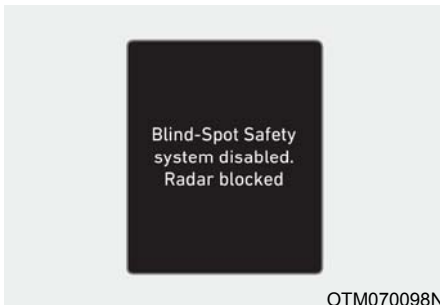 Blind-Spot Safety
system disabled.
Radar blocked
OTM070098N